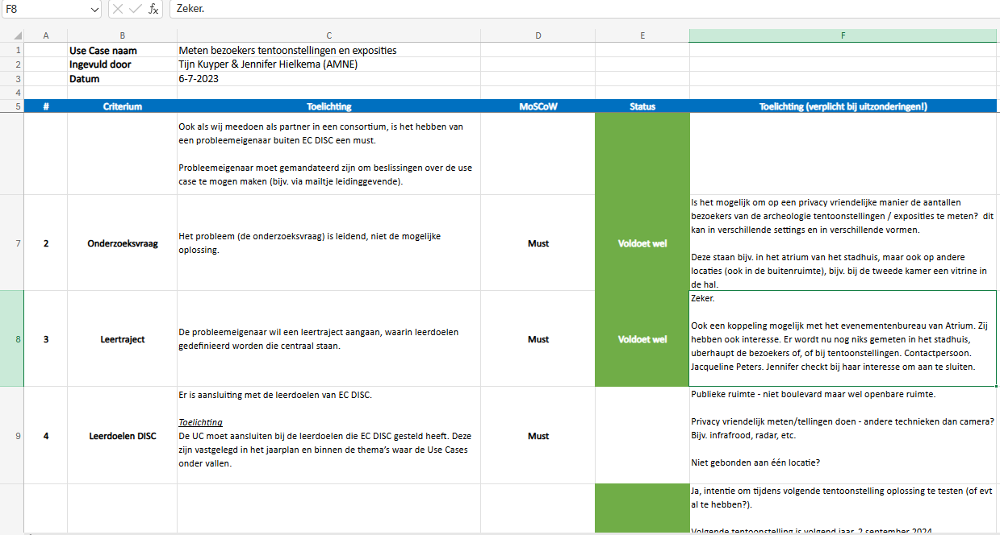 F8
fx
Zeker.
A B C D E F
1 Use Case naam Meten bezoekers tentoonstellingen en exposities
2 Ingevuld door Tijn Kuyper & Jennifer Hielkema (AMNE)
3 Datum 6-7-2023
4
5 # Criterium Toelichting MoSCoW Status Toelichting (verplicht bij uitzonderingen!)
Ook als wij meedoen als partner in een consortium, is het hebben van
een probleemeigenaar buiten EC DISC een must.
Probleemeigenaar moet gemandateerd zijn om beslissingen over de use
case te mogen maken (bijv. via mailtje leidinggevende).
7
2
Onderzoeksvraag
Het probleem (de onderzoeksvraag) is leidend, niet de mogelijke
oplossing.
Must
Voldoet wel
Is het mogelijk om op een privacy vriendelijke manier de aantallen
bezoekers van de archeologie tentoonstellingen / exposities te meten? dit
kan in verschillende settings en in verschillende vormen.
Deze staan bijv. in het atrium van het stadhuis, maar ook op andere
locaties (ook in de buitenruimte), bijv. bij de tweede kamer een vitrine in
de hal.
8
3
Leertraject
De probleemeigenaar wil een leertraject aangaan, waarin leerdoelen
gedefinieerd worden die centraal staan.
Must
Voldoet wel
Zeker.
Ook een koppeling mogelijk met het evenementenbureau van Atrium. Zij
hebben ook interesse. Er wordt nu nog niks gemeten in het stadhuis,
uberhaupt de bezoekers of, of bij tentoonstellingen. Contactpersoon.
Jacqueline Peters. Jennifer checkt bij haar interesse om aan te sluiten.
9
4
Leerdoelen DISC
Er is aansluiting met de leerdoelen van EC DISC.
Toelichting
De UC moet aansluiten bij de leerdoelen die EC DISC gesteld heeft. Deze
zijn vastgelegd in het jaarplan en binnen de thema's waar de Use Cases
onder vallen.
Must
Publieke ruimte - niet boulevard maar wel openbare ruimte.
Privacy vriendelijk meten/tellingen doen - andere technieken dan camera?
Bijv. infrafrood, radar, etc.
Niet gebonden aan één locatie?
Ja, intentie om tijdens volgende tentoonstelling oplossing te testen (of evt
al te hebben?).
Volgende tentoonstelling is volgend jaar, 2 september 2024